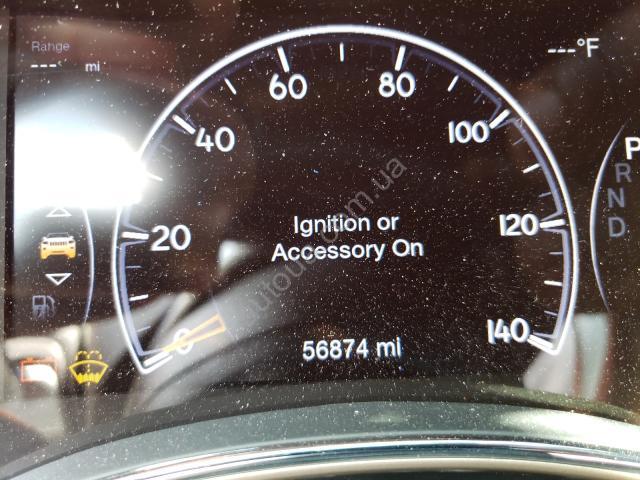 Range
--- mi
---°F
0
20
40
60
80
100
120
140
Ignition or
Accessory On
56874 mi
P
R
N
D